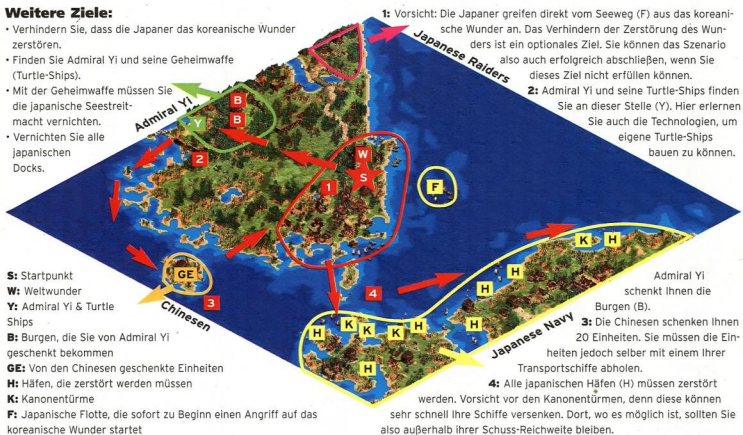 Weitere Ziele:
• Verhindern Sie, dass die Japaner das koreanische Wunder
zerstören.
• Finden Sie Admiral Yi und seine Geheimwaffe
(Turtle-Ships).
• Mit der Geheimwaffe müssen Sie
die japanische Seestreit-
macht vernichten.
• Vernichten Sie alle
japanischen
Docks.
1: Vorsicht: Die Japaner greifen direkt vom Seeweg (F) aus das koreani-
sche Wunder an. Das Verhindern der Zerstörung des Wun-
ders ist ein optionales Ziel. Sie können das Szenario
also auch erfolgreich abschließen, wenn Sie
dieses Ziel nicht erfüllen können.
2: Admiral Yi und seine Turtle-Ships finden
Sie an dieser Stelle (Y). Hier erlernen
Sie auch die Technologien, um
eigene Turtle-Ships
bauen zu können.
Japanese Raiders
Admiral Yi
B
B
Y
2
W
S
1
F
GE
3
Chinesen
4
K
H
H
H
H
H
K
K
K
H
H
H
Japanese Navy
S: Startpunkt
W: Weltwunder
Y: Admiral Yi & Turtle
Ships
B: Burgen, die Sie von Admiral Yi
geschenkt bekommen
GE: Von den Chinesen geschenkte Einheiten
H: Häfen, die zerstört werden müssen
K: Kanonentürme
F: Japanische Flotte, die sofort zu Beginn einen Angriff auf das
koreanische Wunder startet
Admiral Yi
schenkt Ihnen die
Burgen (B).
3: Die Chinesen schenken Ihnen
20 Einheiten. Sie müssen die Ein-
heiten jedoch selber mit einem Ihrer
Transportschiffe abholen.
4: Alle japanischen Häfen (H) müssen zerstört
werden. Vorsicht vor den Kanonentürmen, denn diese können
sehr schnell Ihre Schiffe versenken. Dort, wo es möglich ist, sollten Sie
also außerhalb ihrer Schuss-Reichweite bleiben.